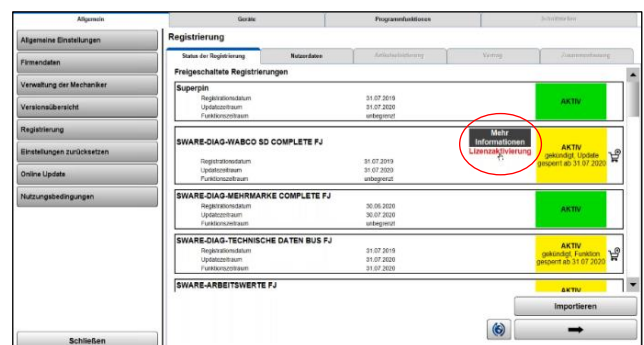 Allgemein
Geräte
Programmfunktionen
Schnittstellen
Allgemeine Einstellungen
Firmendaten
Verwaltung der Mechaniker
Versionsübersicht
Registrierung
Einstellungen zurücksetzen
Online Update
Nutzungsbedingungen
Schließen
Registrierung
Status der Registrierung
Nutzerdaten
Vertrag
Zusammenfassung
Freigeschaltete Registrierungen
Superpin
Registrationsdatum 31.07.2019
Updatezeitraum 31.07.2020
Funktionszeitraum unbegrenzt
AKTIV
SWARE-DIAG-WABCO SD COMPLETE FJ
Registrationsdatum 31.07.2019
Updatezeitraum 31.07.2020
Funktionszeitraum unbegrenzt
Mehr
Informationen
Lizenzaktivierung
AKTIV
gekündigt, Update
gesperrt ab 31.07.2020
SWARE-DIAG-MEHRMARKE COMPLETE FJ
Registrationsdatum 30.05.2020
Updatezeitraum 30.07.2020
Funktionszeitraum unbegrenzt
AKTIV
SWARE-DIAG-TECHNISCHE DATEN BUS FJ
Registrationsdatum 31.07.2019
Updatezeitraum 31.07.2020
Funktionszeitraum 31.07.2020
AKTIV
gekündigt, Funktion
gesperrt ab 31.07.2020
SWARE-ARBEITSWERTE FJ
AKTIV
Importieren